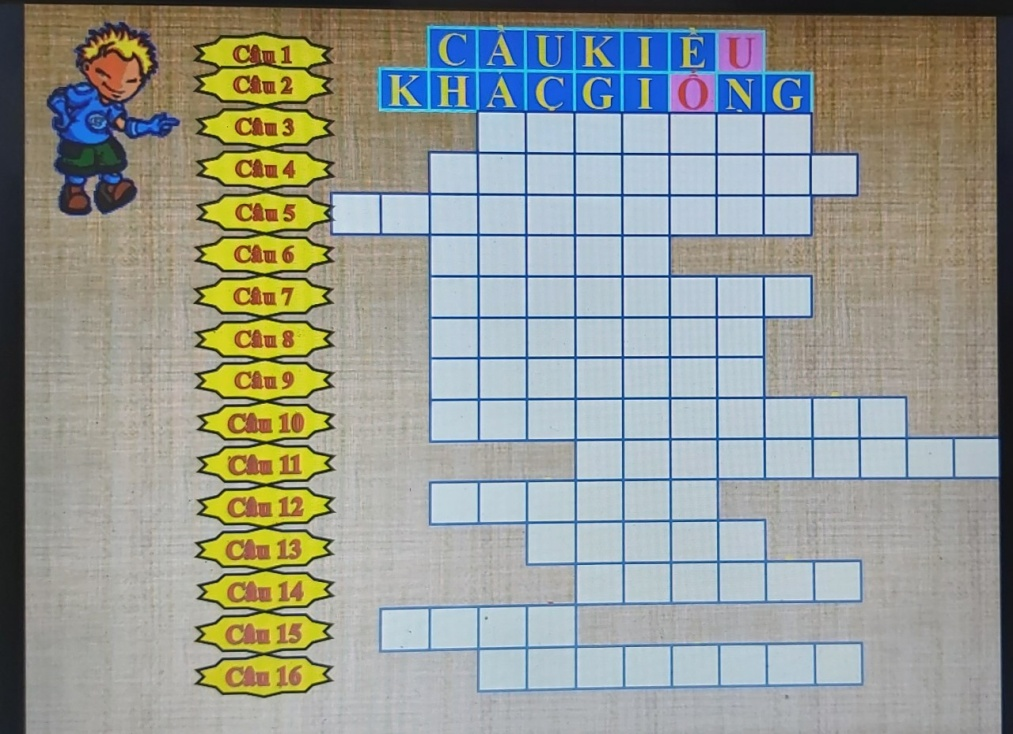 Câu 1 CẦUKIỀU
Câu 2 KHÁCGIỐNG
Câu 3
Câu 4
Câu 5
Câu 6
Câu 7
Câu 8
Câu 9
Câu 10
Câu 11
Câu 12
Câu 13
Câu 14
Câu 15
Câu 16